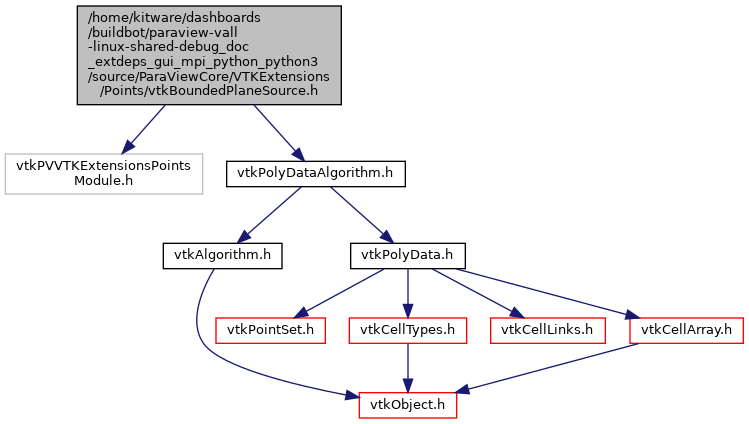 /home/kitware/dashboards
/buildbot/paraview-vall
-linux-shared-debug_doc
_extdeps_gui_mpi_python_python3
/source/ParaViewCore/VTKExtensions
/Points/vtkBoundedPlaneSource.h
vtkPVVTKExtensionsPoints
Module.h
vtkPolyDataAlgorithm.h
vtkAlgorithm.h
vtkPolyData.h
vtkPointSet.h
vtkCellTypes.h
vtkCellLinks.h
vtkCellArray.h
vtkObject.h